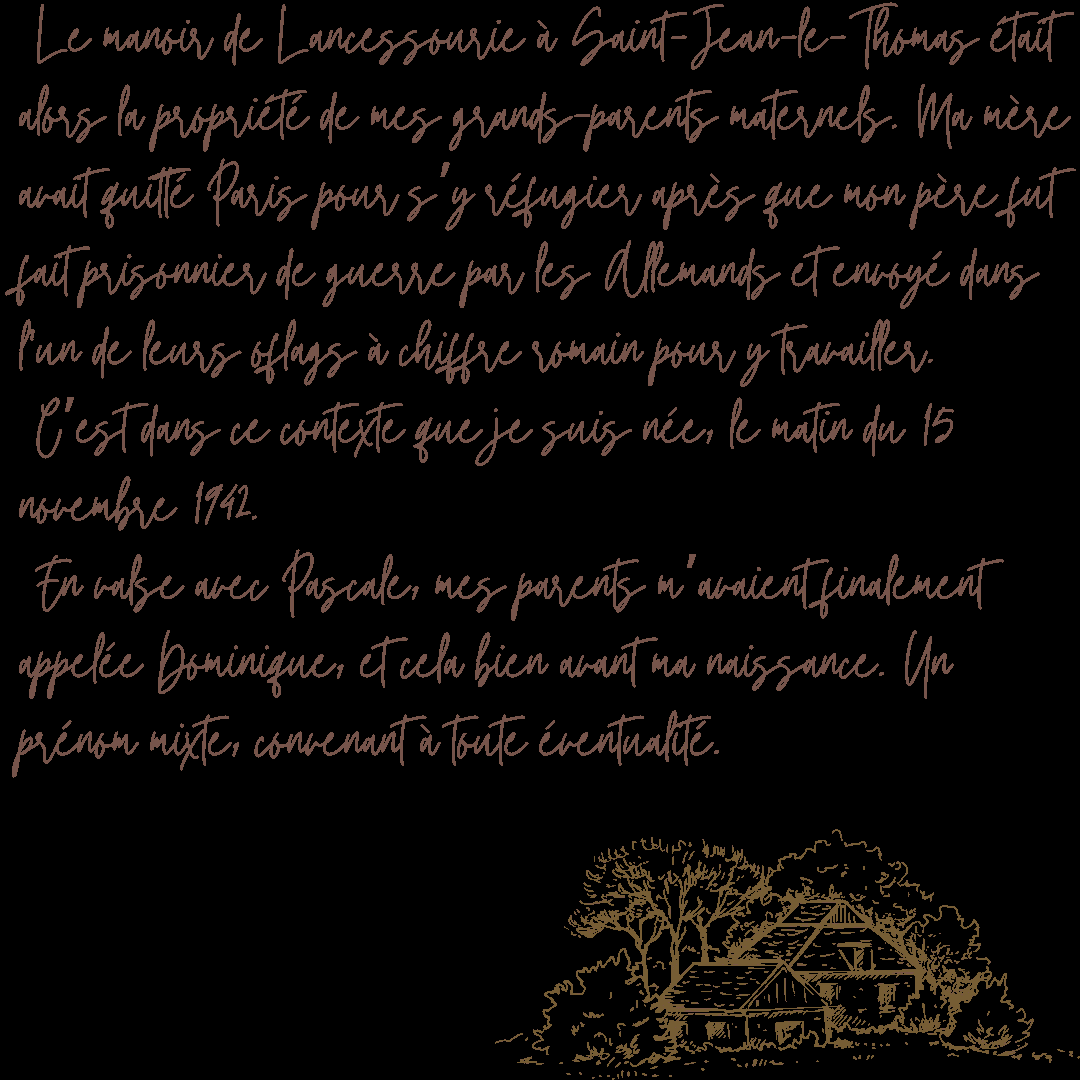 Le manoir de Lancessourie à Saint-Jean-le-Thomas était
alors la propriété de mes grands-parents maternels. Ma mère
avait quitté Paris pour s'y réfugier après que mon père fut
fait prisonnier de guerre par les Allemands et envoyé dans
l'un de leurs oflags à chiffre romain pour y travailler.
C'est dans ce contexte que je suis née, le matin du 15
novembre 1942.
En valse avec Pascale, mes parents m'avaient finalement
appelée Dominique, et cela bien avant ma naissance. Un
prénom mixte, convenant à toute éventualité.